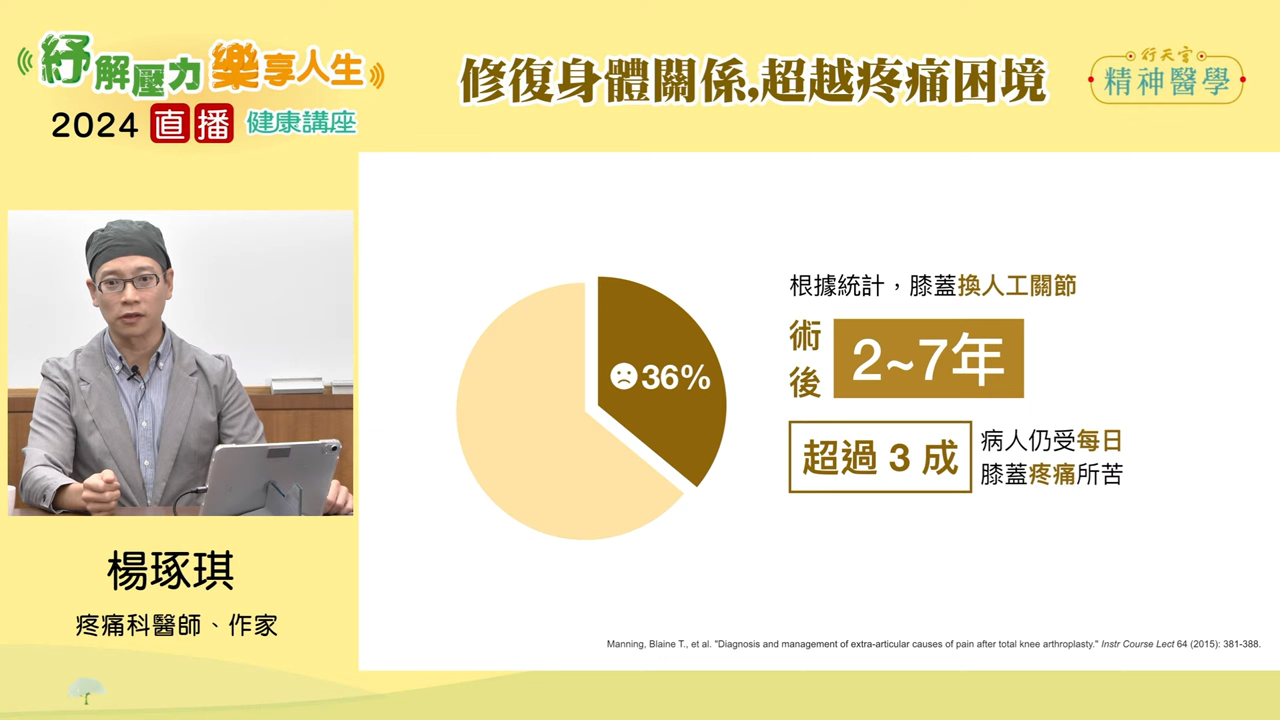 紓解壓力 樂享人生
2024 直播 健康講座
修復身體關係,超越疼痛困境
行天宮
精神醫學
36%
根據統計，膝蓋換人工關節
術後 2~7年
超過 3 成
病人仍受每日
膝蓋疼痛所苦
楊琢琪
疼痛科醫師、作家
Manning, Blaine T., et al. "Diagnosis and management of extra-articular causes of pain after total knee arthroplasty." Instr Course Lect 64 (2015): 381-388.